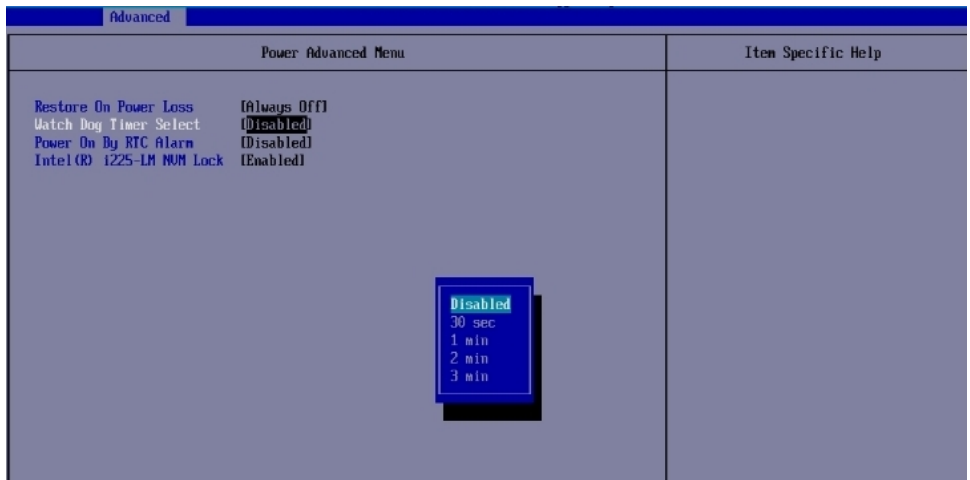 Advanced
Power Advanced Menu
Item Specific Help
Restore On Power Loss [Always Off]
Watch Dog Timer Select [Disabled]
Power On By RTC Alarm [Disabled]
Intel(R) i225-LM NVM Lock [Enabled]
Disabled
30 sec
1 min
2 min
3 min